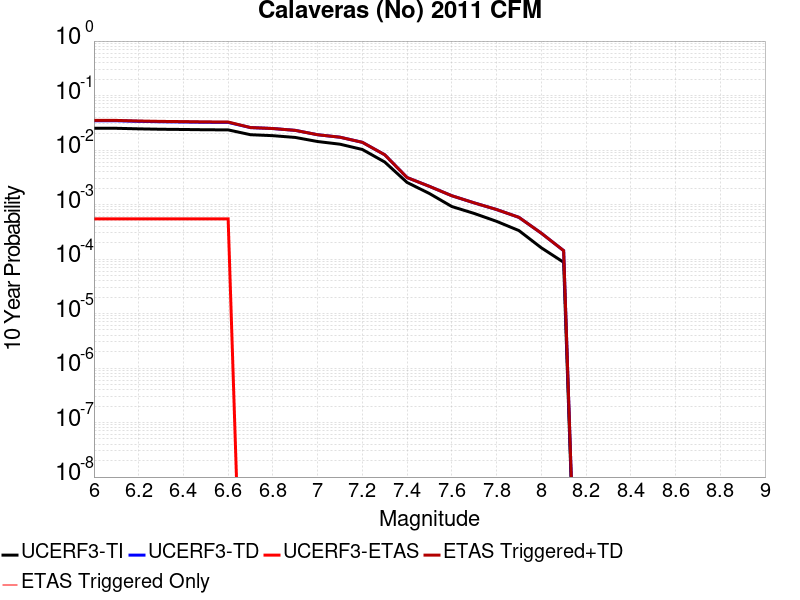 Calaveras (No) 2011 CFM
10 0
10 -1
10 -2
10 -3
10 -4
10 -5
10 -6
10 -7
10 -8
10 Year Probability
6 6.2 6.4 6.6 6.8 7 7.2 7.4 7.6 7.8 8 8.2 8.4 8.6 8.8 9
Magnitude
UCERF3-TI UCERF3-TD UCERF3-ETAS ETAS Triggered+TD
ETAS Triggered Only